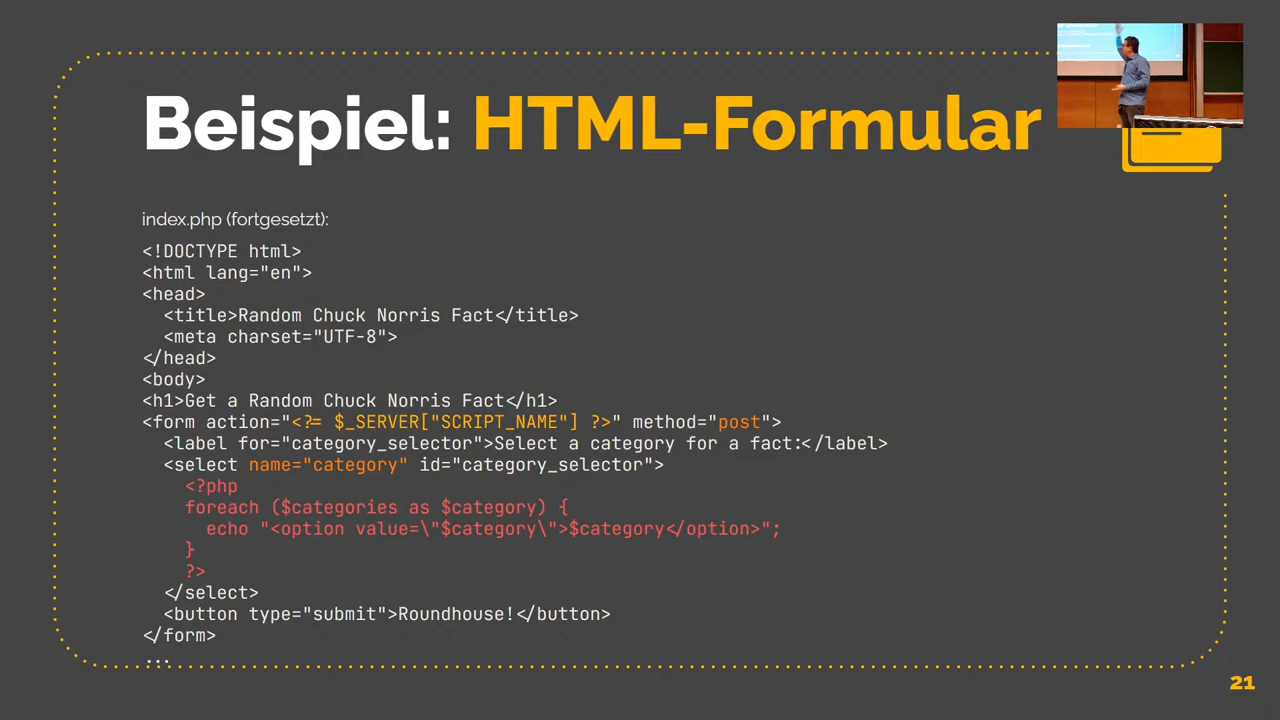 Beispiel: HTML-Formular
index.php (fortgesetzt):
<!DOCTYPE html>
<html lang="en">
<head>
  <title>Random Chuck Norris Fact</title>
  <meta charset="UTF-8">
</head>
<body>
<h1>Get a Random Chuck Norris Fact</h1>
<form action="<?= $_SERVER["SCRIPT_NAME"] ?>" method="post">
  <label for="category_selector">Select a category for a fact:</label>
  <select name="category" id="category_selector">
    <?php
    foreach ($categories as $category) {
      echo "<option value=\"$category\">$category</option>";
    }
    ?>
  </select>
  <button type="submit">Roundhouse!</button>
</form>
...
21